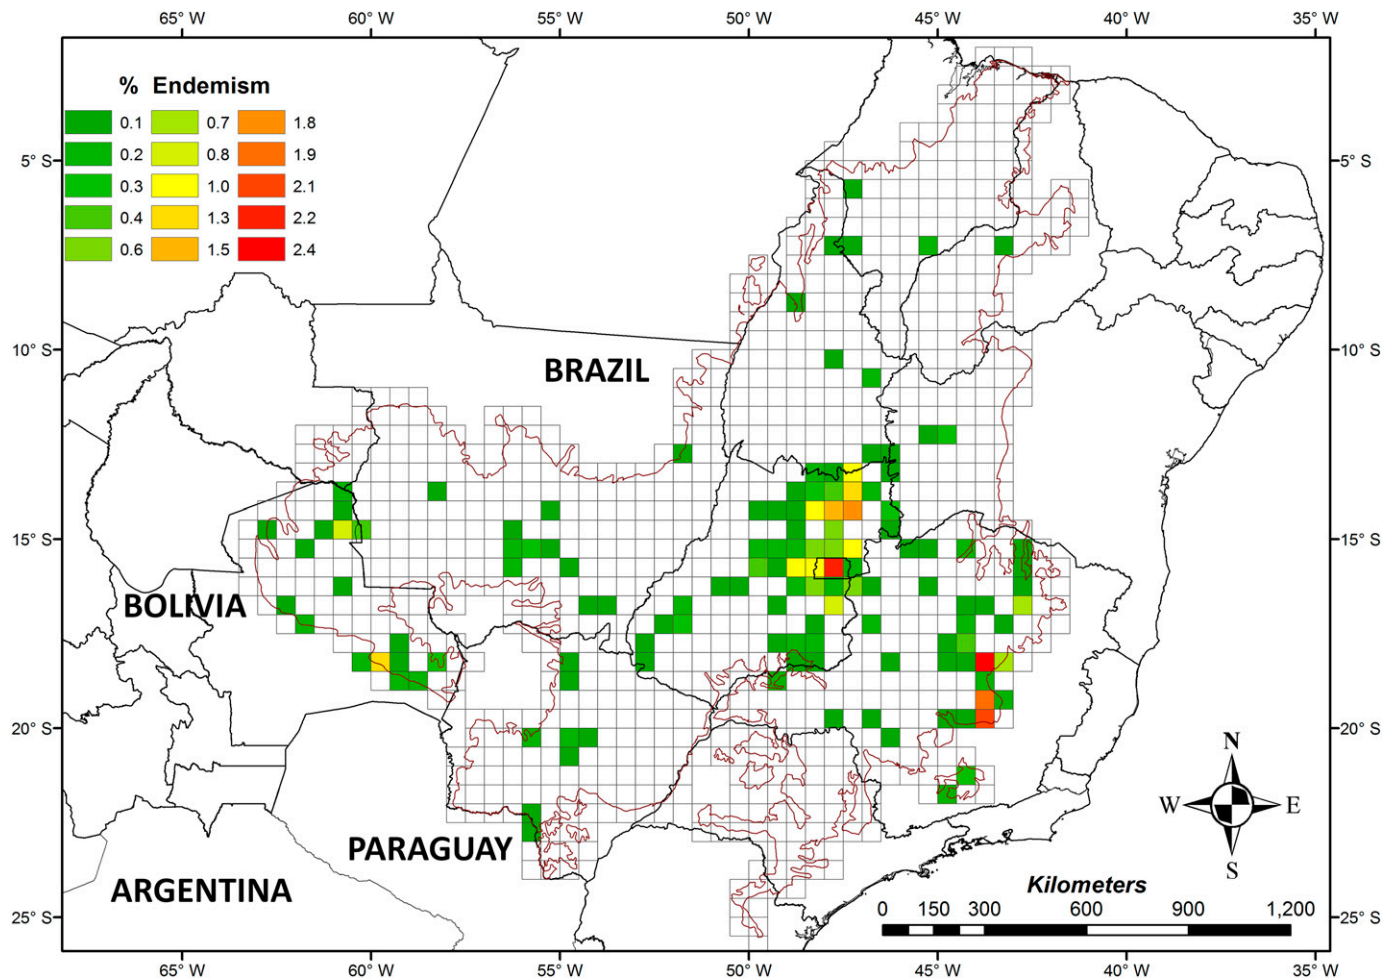 65° W 60° W 55° W 50° W 45° W 40° W 35° W
% Endemism
0.1 0.7 1.8
0.2 0.8 1.9
0.3 1.0 2.1
0.4 1.3 2.2
0.6 1.5 2.4
5° S 5° S
10° S 10° S
BRAZIL
15° S 15° S
BOLIVIA
20° S 20° S
N
W E
S
PARAGUAY
ARGENTINA
Kilometers
0 150 300 600 900 1,200
25° S 25° S
65° W 60° W 55° W 50° W 45° W 40° W 35° W